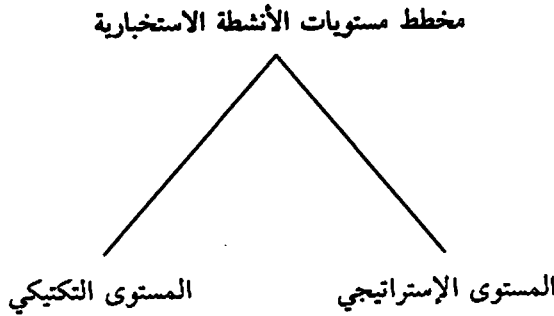 مخطط مستويات الأنشطة الاستخبارية
المستوى الإستراتيجي
المستوى التكتيكي